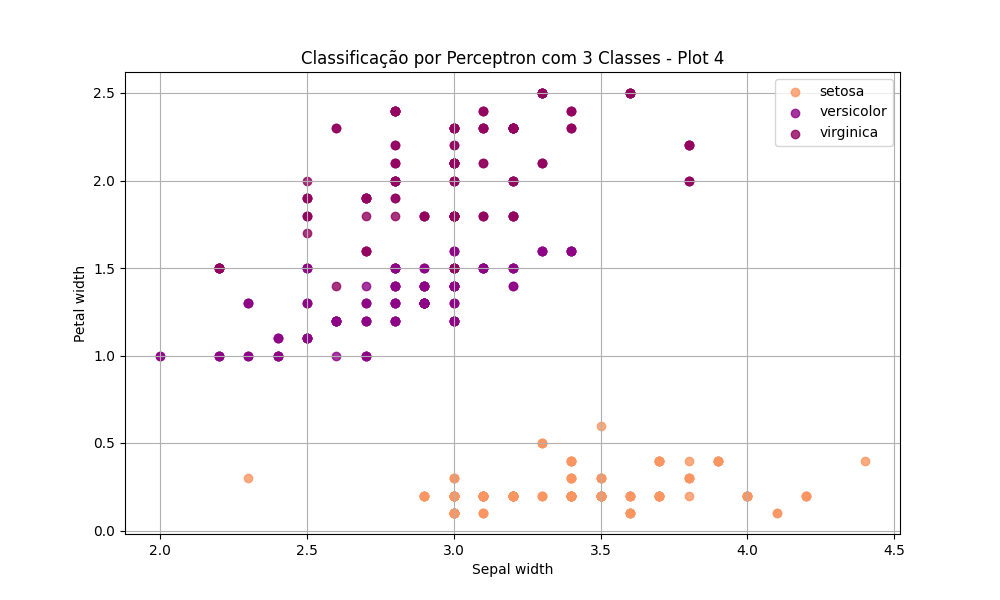 Classificação por Perceptron com 3 Classes - Plot 4
setosa
versicolor
virginica
Petal width
2.5
2.0
1.5
1.0
0.5
0.0
2.0
2.5
3.0
3.5
4.0
4.5
Sepal width